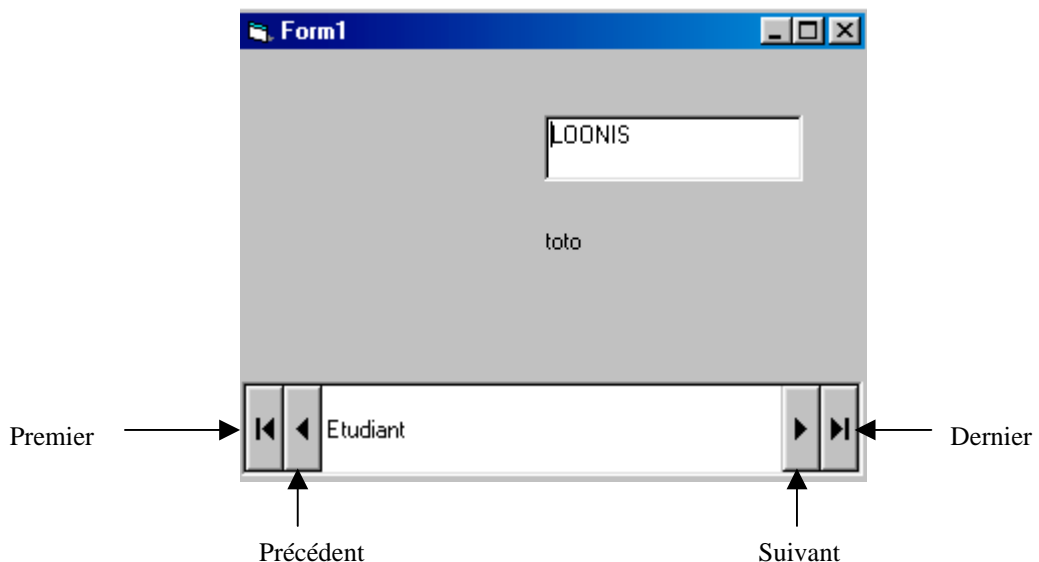 Form1
LOONIS
toto
Premier
Etudiant
Dernier
Précédent
Suivant